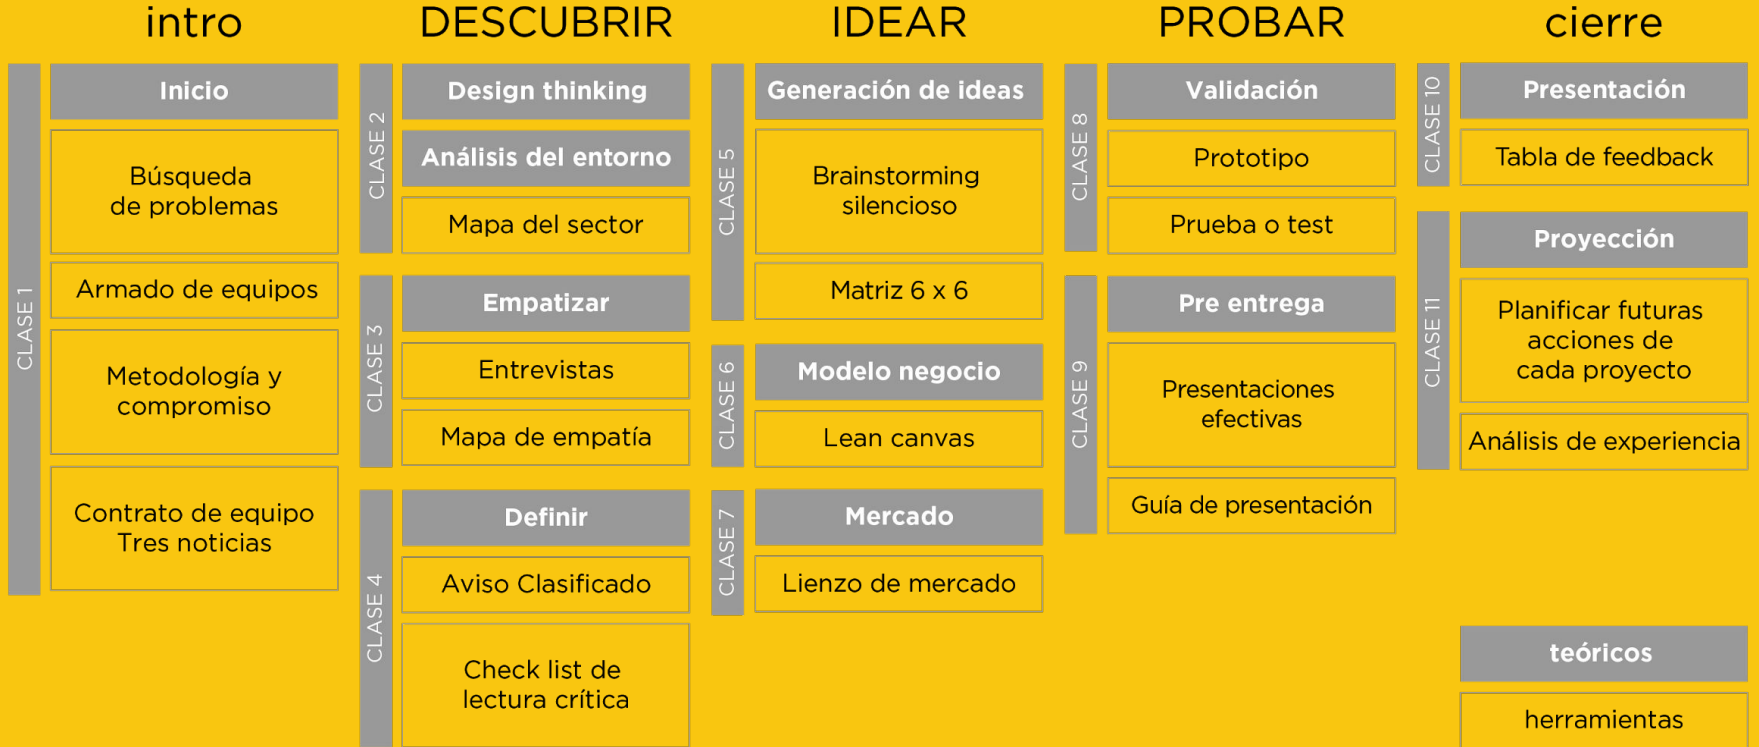 intro
CLASE 1
Inicio
Búsqueda
de problemas
Armado de equipos
Metodología y
compromiso
Contrato de equipo
Tres noticias
DESCUBRIR
CLASE 2
Design thinking
Análisis del entorno
Mapa del sector
CLASE 3
Empatizar
Entrevistas
Mapa de empatía
CLASE 4
Definir
Aviso Clasificado
Check list de
lectura crítica
IDEAR
CLASE 5
Generación de ideas
Brainstorming
silencioso
Matriz 6 x 6
CLASE 6
Modelo negocio
Lean canvas
CLASE 7
Mercado
Lienzo de mercado
PROBAR
CLASE 8
Validación
Prototipo
Prueba o test
CLASE 9
Pre entrega
Presentaciones
efectivas
Guía de presentación
cierre
CLASE 10
Presentación
Tabla de feedback
CLASE 11
Proyección
Planificar futuras
acciones de
cada proyecto
Análisis de experiencia
teóricos
herramientas